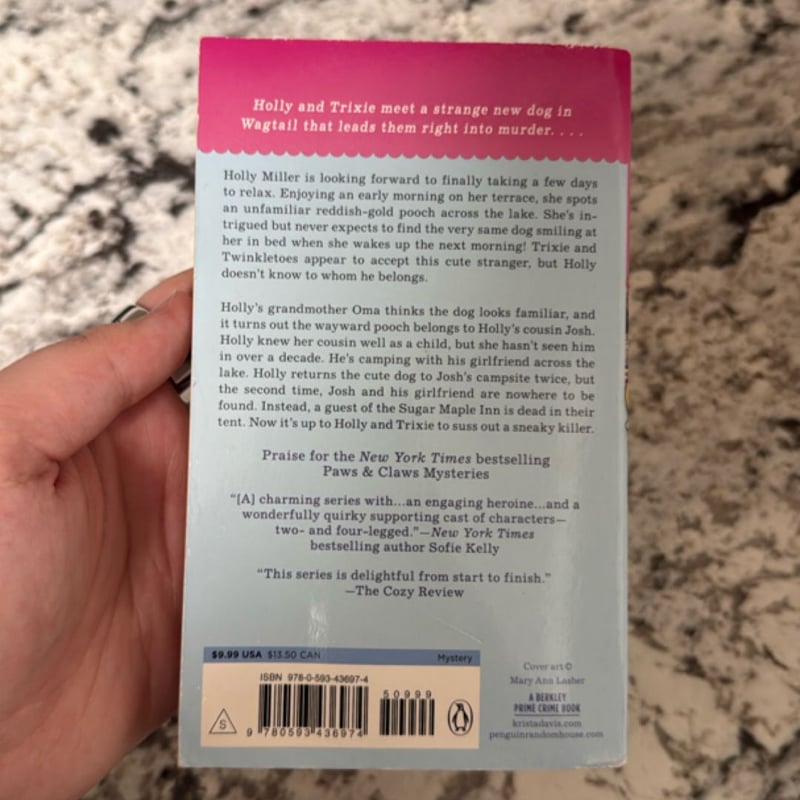 Holly and Trixie meet a strange new dog in
Wagtail that leads them right into murder. . . .
Holly Miller is looking forward to finally taking a few days
to relax. Enjoying an early morning on her terrace, she spots
an unfamiliar reddish-gold pooch across the lake. She's in-
trigued but never expects to find the very same dog smiling at
her in bed when she wakes up the next morning! Trixie and
Twinkletoes appear to accept this cute stranger, but Holly
doesn't know to whom he belongs.
Holly's grandmother Oma thinks the dog looks familiar, and
it turns out the wayward pooch belongs to Holly's cousin Josh.
Holly knew her cousin well as a child, but she hasn't seen him
in over a decade. He's camping with his girlfriend across the
lake. Holly returns the cute dog to Josh's campsite twice, but
the second time, Josh and his girlfriend are nowhere to be
found. Instead, a guest of the Sugar Maple Inn is dead in their
tent. Now it's up to Holly and Trixie to suss out a sneaky killer.
Praise for the New York Times bestselling
Paws & Claws Mysteries
“[A] charming series with...an engaging heroine...and a
wonderfully quirky supporting cast of characters—
two- and four-legged.”—New York Times
bestselling author Sofie Kelly
“This series is delightful from start to finish.”
—The Cozy Review
$9.99 USA $13.50 CAN
Mystery
ISBN 978-0-593-43697-4
50999
S
9 780593 436974
Cover art ©
Mary Ann Lasher
A BERKLEY
PRIME CRIME BOOK
kristadavis.com
penguinrandomhouse.com